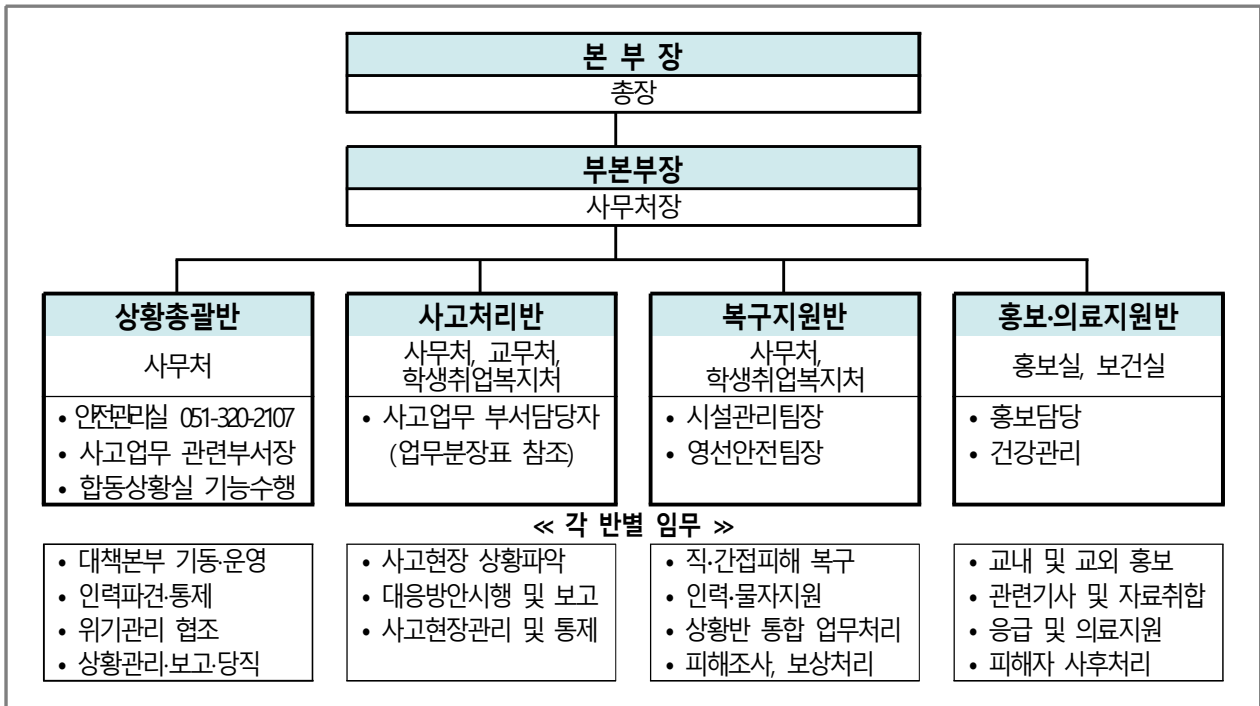 본 부 장
총장
부본부장
사무처장
상황총괄반
사무처
• 안전관리실 051-320-2107
• 사고업무 관련부서장
• 합동상황실 기능수행
사고처리반
사무처, 교무처,
학생취업복지처
• 사고업무 부서담당자
(업무분장표 참조)
복구지원반
사무처,
학생취업복지처
• 시설관리팀장
• 영선안전팀장
홍보·의료지원반
홍보실, 보건실
• 홍보담당
• 건강관리
≪ 각 반별 임무 ≫
• 대책본부 기동·운영
• 인력파견·통제
• 위기관리 협조
• 상황관리·보고·당직
• 사고현장 상황파악
• 대응방안시행 및 보고
• 사고현장관리 및 통제
• 직·간접피해 복구
• 인력·물자지원
• 상황반 통합 업무처리
• 피해조사, 보상처리
• 교내 및 교외 홍보
• 관련기사 및 자료취합
• 응급 및 의료지원
• 피해자 사후처리